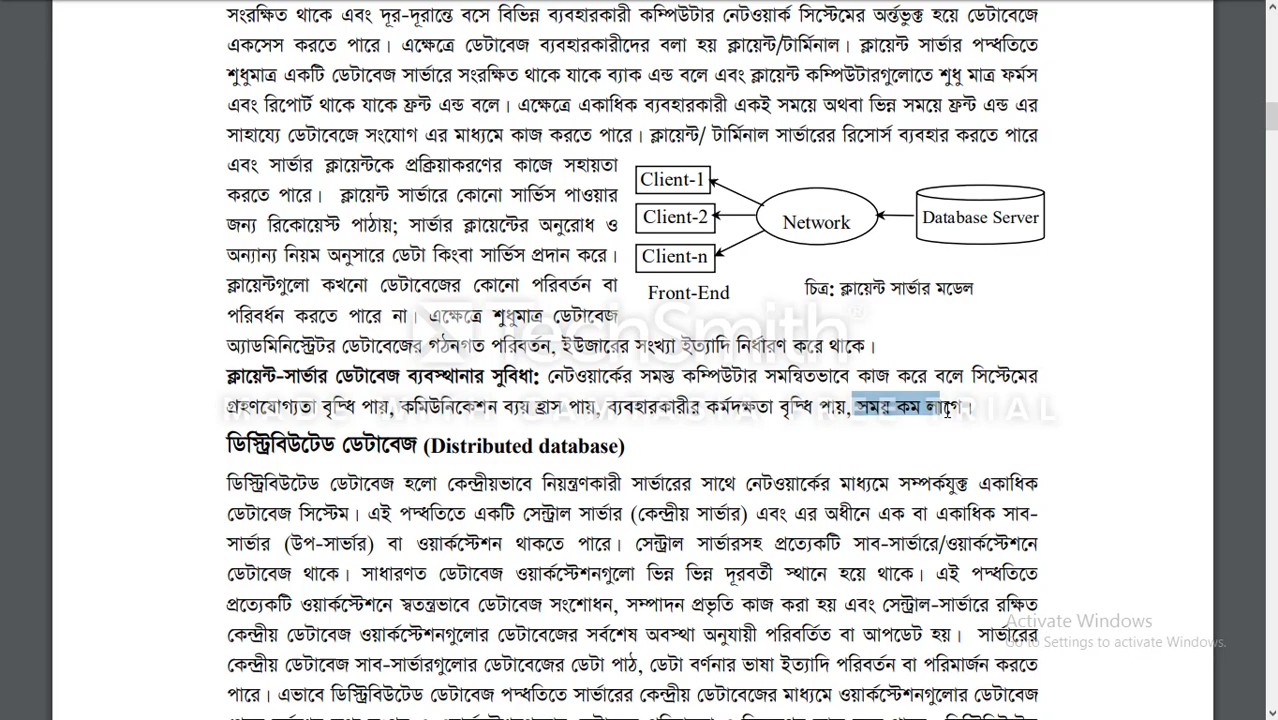 সংরক্ষিত থাকে এবং দূর-দূরান্তে বসে বিভিন্ন ব্যবহারকারী কম্পিউটার নেটওয়ার্ক সিস্টেমের অর্ন্তভুক্ত হয়ে ডেটাবেজে
একসেস করতে পারে। এক্ষেত্রে ডেটাবেজ ব্যবহারকারীদের বলা হয় ক্লায়েন্ট/টার্মিনাল। ক্লায়েন্ট সার্ভার পদ্ধতিতে
শুধুমাত্র একটি ডেটাবেজ সার্ভারে সংরক্ষিত থাকে যাকে ব্যাক এন্ড বলে এবং ক্লায়েন্ট কম্পিউটারগুলোতে শুধু মাত্র ফর্মস
এবং রিপোর্ট থাকে যাকে ফ্রন্ট এন্ড বলে। এক্ষেত্রে একাধিক ব্যবহারকারী একই সময়ে অথবা ভিন্ন সময়ে ফ্রন্ট এন্ড এর
সাহায্যে ডেটাবেজে সংযোগ এর মাধ্যমে কাজ করতে পারে। ক্লায়েন্ট/ টার্মিনাল সার্ভারের রিসোর্স ব্যবহার করতে পারে
এবং সার্ভার ক্লায়েন্টকে প্রক্রিয়াকরণের কাজে সহায়তা
করতে পারে। ক্লায়েন্ট সার্ভারে কোনো সার্ভিস পাওয়ার
জন্য রিকোয়েস্ট পাঠায়; সার্ভার ক্লায়েন্টের অনুরোধ ও
অন্যান্য নিয়ম অনুসারে ডেটা কিংবা সার্ভিস প্রদান করে।
ক্লায়েন্টগুলো কখনো ডেটাবেজের কোনো পরিবর্তন বা
পরিবর্ধন করতে পারে না। এক্ষেত্রে শুধুমাত্র ডেটাবেজ
Client-1
Client-2
Client-n
Front-End
Network
Database Server
চিত্র: ক্লায়েন্ট সার্ভার মডেল
TechSmith
অ্যাডমিনিস্ট্রেটর ডেটাবেজের গঠনগত পরিবর্তন, ইউজারের সংখ্যা ইত্যাদি নির্ধারণ করে থাকে।
ক্লায়েন্ট-সার্ভার ডেটাবেজ ব্যবস্থানার সুবিধা: নেটওয়ার্কের সমস্ত কম্পিউটার সমন্বিতভাবে কাজ করে বলে সিস্টেমের
গ্রহণযোগ্যতা বৃদ্ধি পায়, কমিউনিকেশন ব্যয় হ্রাস পায়, ব্যবহারকারীর কর্মদক্ষতা বৃদ্ধি পায়, সময় কম লাগে।
MADE WITH CAMTASIA FREE TRIAL
ডিস্ট্রিবিউটেড ডেটাবেজ (Distributed database)
ডিস্ট্রিবিউটেড ডেটাবেজ হলো কেন্দ্রীয়ভাবে নিয়ন্ত্রণকারী সার্ভারের সাথে নেটওয়ার্কের মাধ্যমে সম্পর্কযুক্ত একাধিক
ডেটাবেজ সিস্টেম। এই পদ্ধতিতে একটি সেন্ট্রাল সার্ভার (কেন্দ্রীয় সার্ভার) এবং এর অধীনে এক বা একাধিক সাব-
সার্ভার (উপ-সার্ভার) বা ওয়ার্কস্টেশন থাকতে পারে। সেন্ট্রাল সার্ভারসহ প্রত্যেকটি সাব-সার্ভারে/ওয়ার্কস্টেশনে
ডেটাবেজ থাকে। সাধারণত ডেটাবেজ ওয়ার্কস্টেশনগুলো ভিন্ন ভিন্ন দূরবর্তী স্থানে হয়ে থাকে। এই পদ্ধতিতে
প্রত্যেকটি ওয়ার্কস্টেশনে স্বতন্ত্রভাবে ডেটাবেজ সংশোধন, সম্পাদন প্রভৃতি কাজ করা হয় এবং সেন্ট্রাল-সার্ভারে রক্ষিত
কেন্দ্রীয় ডেটাবেজ ওয়ার্কস্টেশনগুলোর ডেটাবেজের সর্বশেষ অবস্থা অনুযায়ী পরিবর্তিত বা আপডেট হয়। সার্ভারের
কেন্দ্রীয় ডেটাবেজ সাব-সার্ভারগুলোর ডেটাবেজের ডেটা পাঠ, ডেটা বর্ণনার ভাষা ইত্যাদি পরিবর্তন বা পরিমার্জন করতে
পারে। এভাবে ডিস্ট্রিবিউটেড ডেটাবেজ পদ্ধতিতে সার্ভারের কেন্দ্রীয় ডেটাবেজের মাধ্যমে ওয়ার্কস্টেশনগুলোর ডেটাবেজ
Activate Windows
Go to Settings to activate Windows.